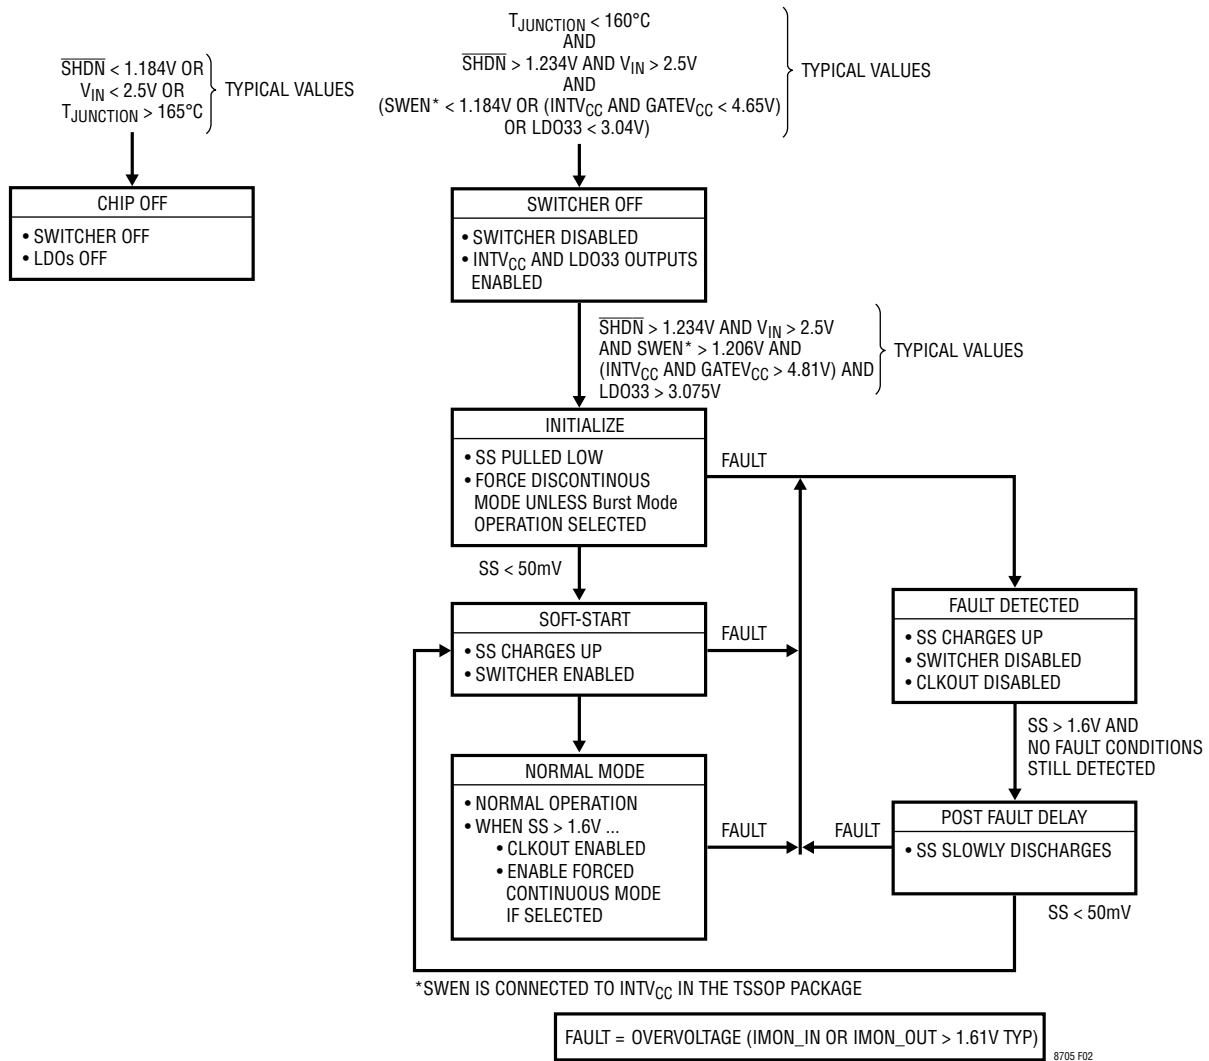 SHDN < 1.184V OR
VIN < 2.5V OR
TJUNCTION > 165°C
TYPICAL VALUES
TJUNCTION < 160°C
AND
SHDN > 1.234V AND VIN > 2.5V
AND
(SWEN* < 1.184V OR (INTVCC AND GATEVCC < 4.65V)
OR LDO33 < 3.04V)
TYPICAL VALUES
CHIP OFF
• SWITCHER OFF
• LDOs OFF
SWITCHER OFF
• SWITCHER DISABLED
• INTVCC AND LDO33 OUTPUTS
ENABLED
SHDN > 1.234V AND VIN > 2.5V
AND SWEN* > 1.206V AND
(INTVCC AND GATEVCC > 4.81V) AND
LDO33 > 3.075V
TYPICAL VALUES
INITIALIZE
• SS PULLED LOW
• FORCE DISCONTINOUS
MODE UNLESS Burst Mode
OPERATION SELECTED
FAULT
SS < 50mV
SOFT-START
• SS CHARGES UP
• SWITCHER ENABLED
FAULT
FAULT DETECTED
• SS CHARGES UP
• SWITCHER DISABLED
• CLKOUT DISABLED
SS > 1.6V AND
NO FAULT CONDITIONS
STILL DETECTED
NORMAL MODE
• NORMAL OPERATION
• WHEN SS > 1.6V ...
• CLKOUT ENABLED
• ENABLE FORCED
CONTINUOUS MODE
IF SELECTED
FAULT
FAULT
POST FAULT DELAY
• SS SLOWLY DISCHARGES
SS < 50mV
*SWEN IS CONNECTED TO INTVCC IN THE TSSOP PACKAGE
FAULT = OVERVOLTAGE (IMON_IN OR IMON_OUT > 1.61V TYP)
8705 F02